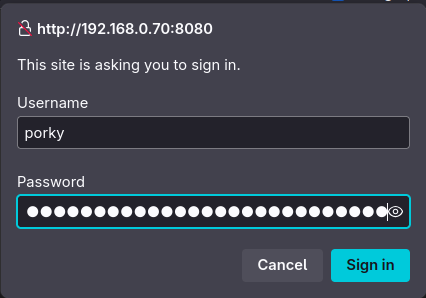 http://192.168.0.70:8080
This site is asking you to sign in.
Username
porky
Password
●●●●●●●●●●●●●●●●●●●●●●●●●●●
Cancel Sign in